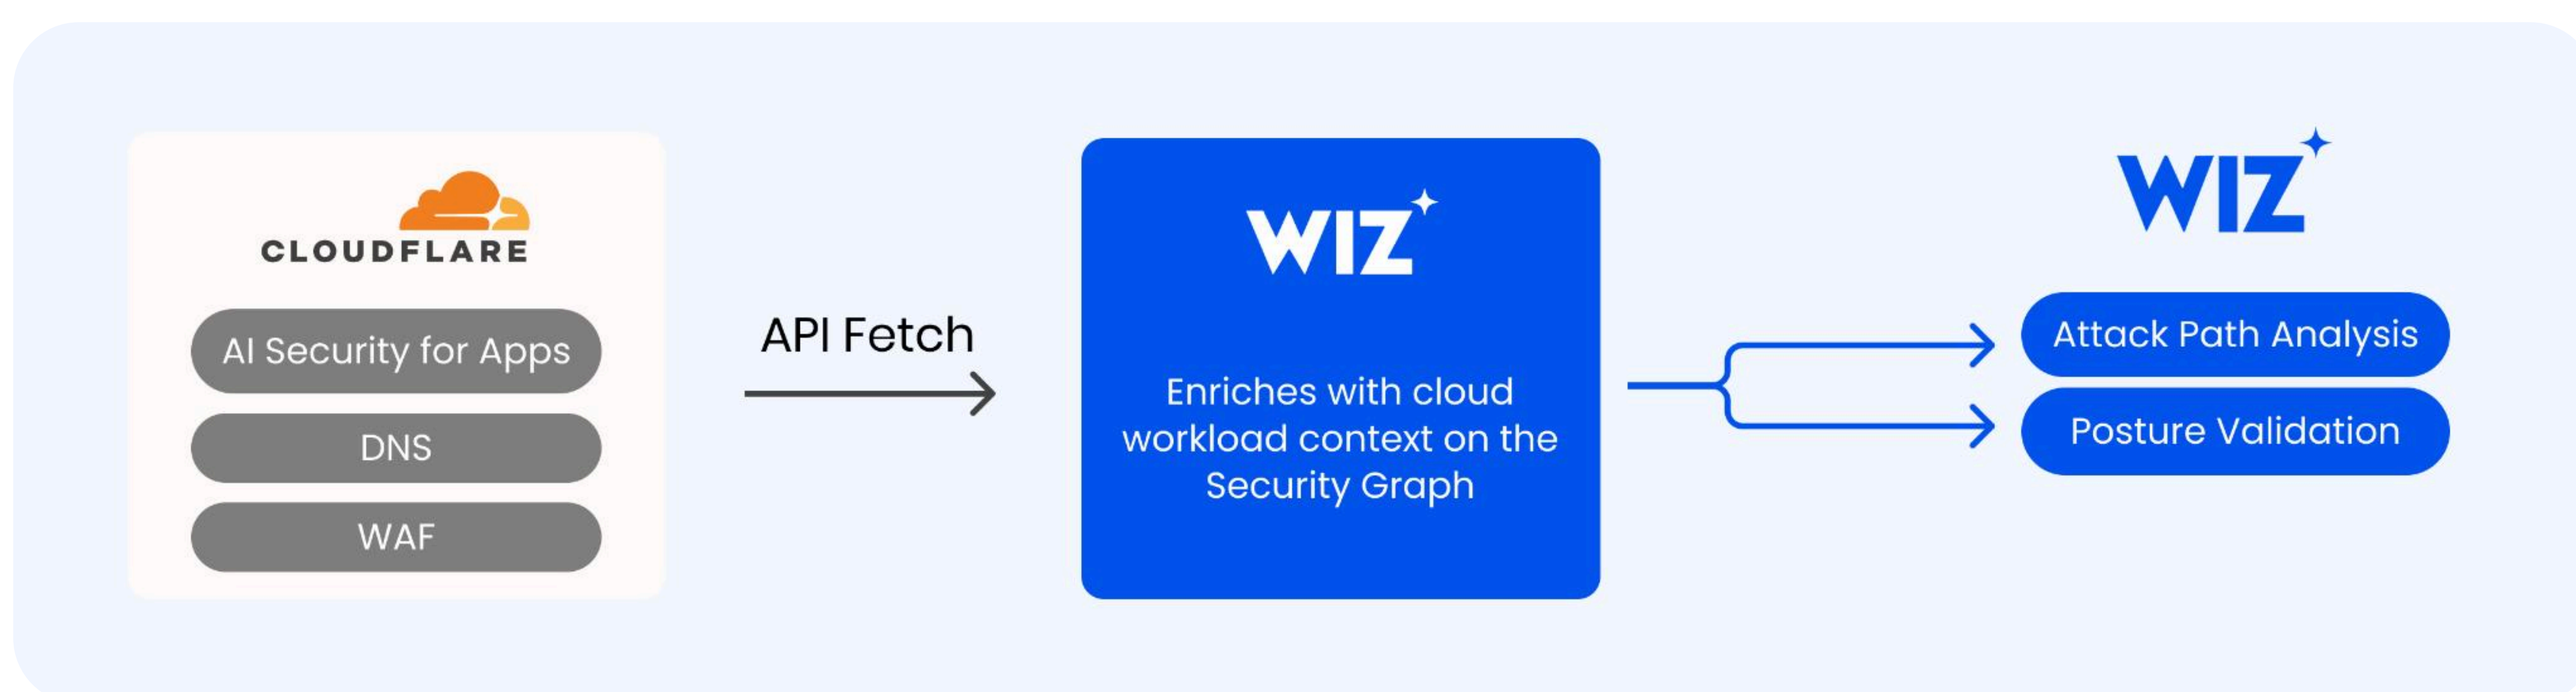 CLOUDFLARE
AI Security for Apps
DNS
WAF
API Fetch
WIZ
Enriches with cloud
workload context on the
Security Graph
WIZ
Attack Path Analysis
Posture Validation